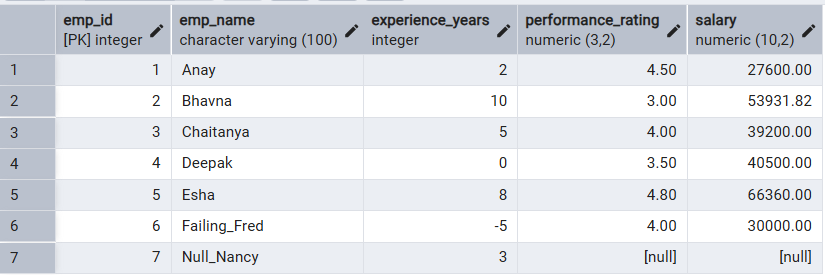 emp_id emp_name experience_years performance_rating salary
[PK] integer character varying (100) integer numeric (3,2) numeric (10,2)
1 1 Anay 2 4.50 27600.00
2 2 Bhavna 10 3.00 53931.82
3 3 Chaitanya 5 4.00 39200.00
4 4 Deepak 0 3.50 40500.00
5 5 Esha 8 4.80 66360.00
6 6 Failing_Fred -5 4.00 30000.00
7 7 Null_Nancy 3 [null] [null]